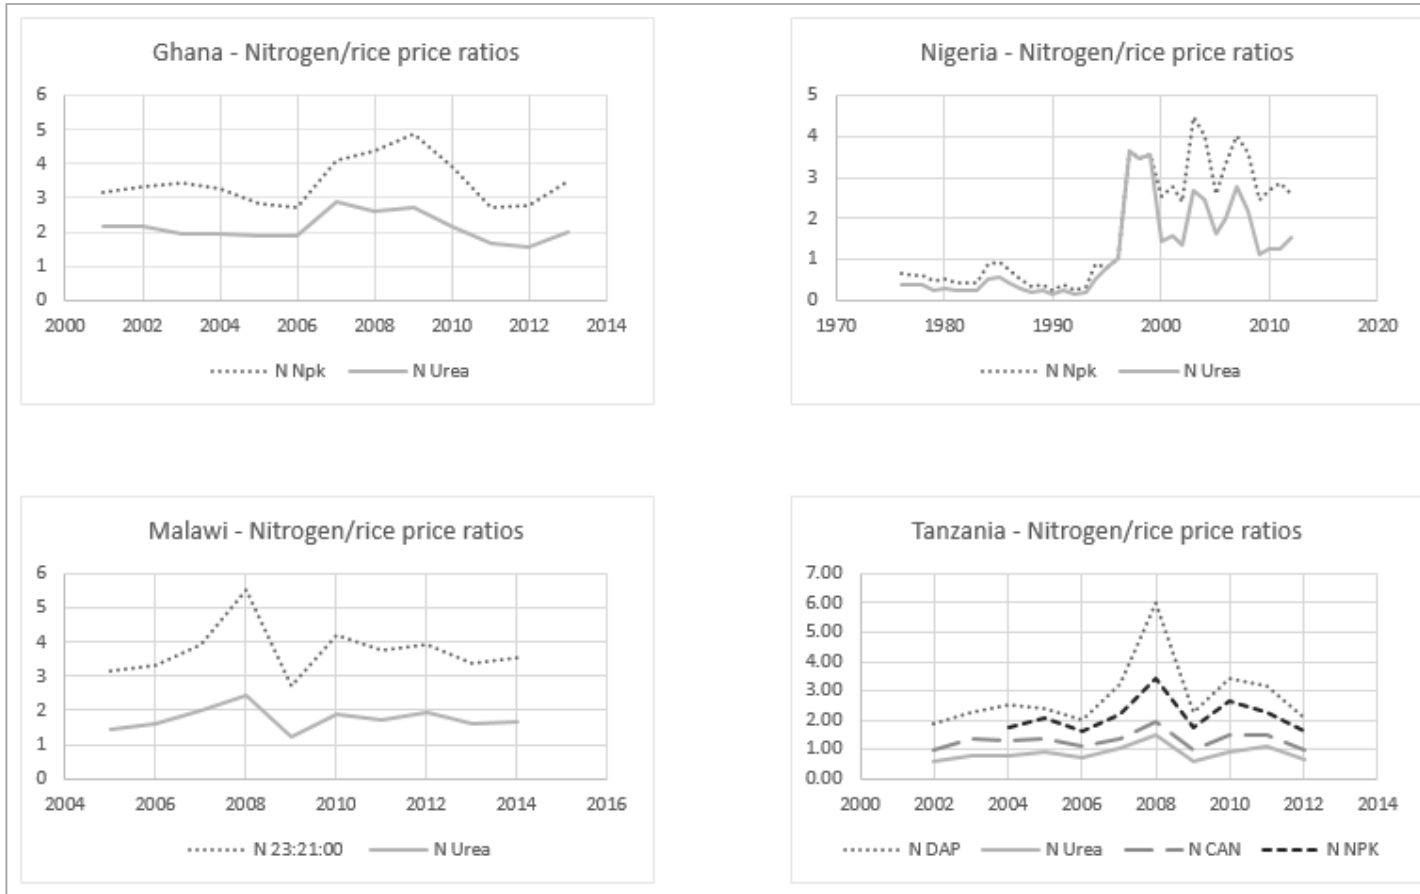 Ghana - Nitrogen/rice price ratios
6
5
4
3
2
1
0
2000 2002 2004 2006 2008 2010 2012 2014
N Npk N Urea
Nigeria - Nitrogen/rice price ratios
5
4
3
2
1
0
1970 1980 1990 2000 2010 2020
N Npk N Urea
Malawi - Nitrogen/rice price ratios
6
5
4
3
2
1
0
2004 2006 2008 2010 2012 2014 2016
N 23:21:00 N Urea
Tanzania - Nitrogen/rice price ratios
7.00
6.00
5.00
4.00
3.00
2.00
1.00
0.00
2000 2002 2004 2006 2008 2010 2012 2014
N DAP N Urea N CAN N NPK